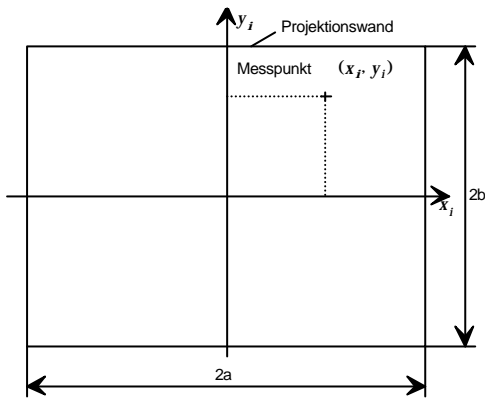 y_i
Projektionswand
Messpunkt (x_i, y_i)
x_i
2b
2a